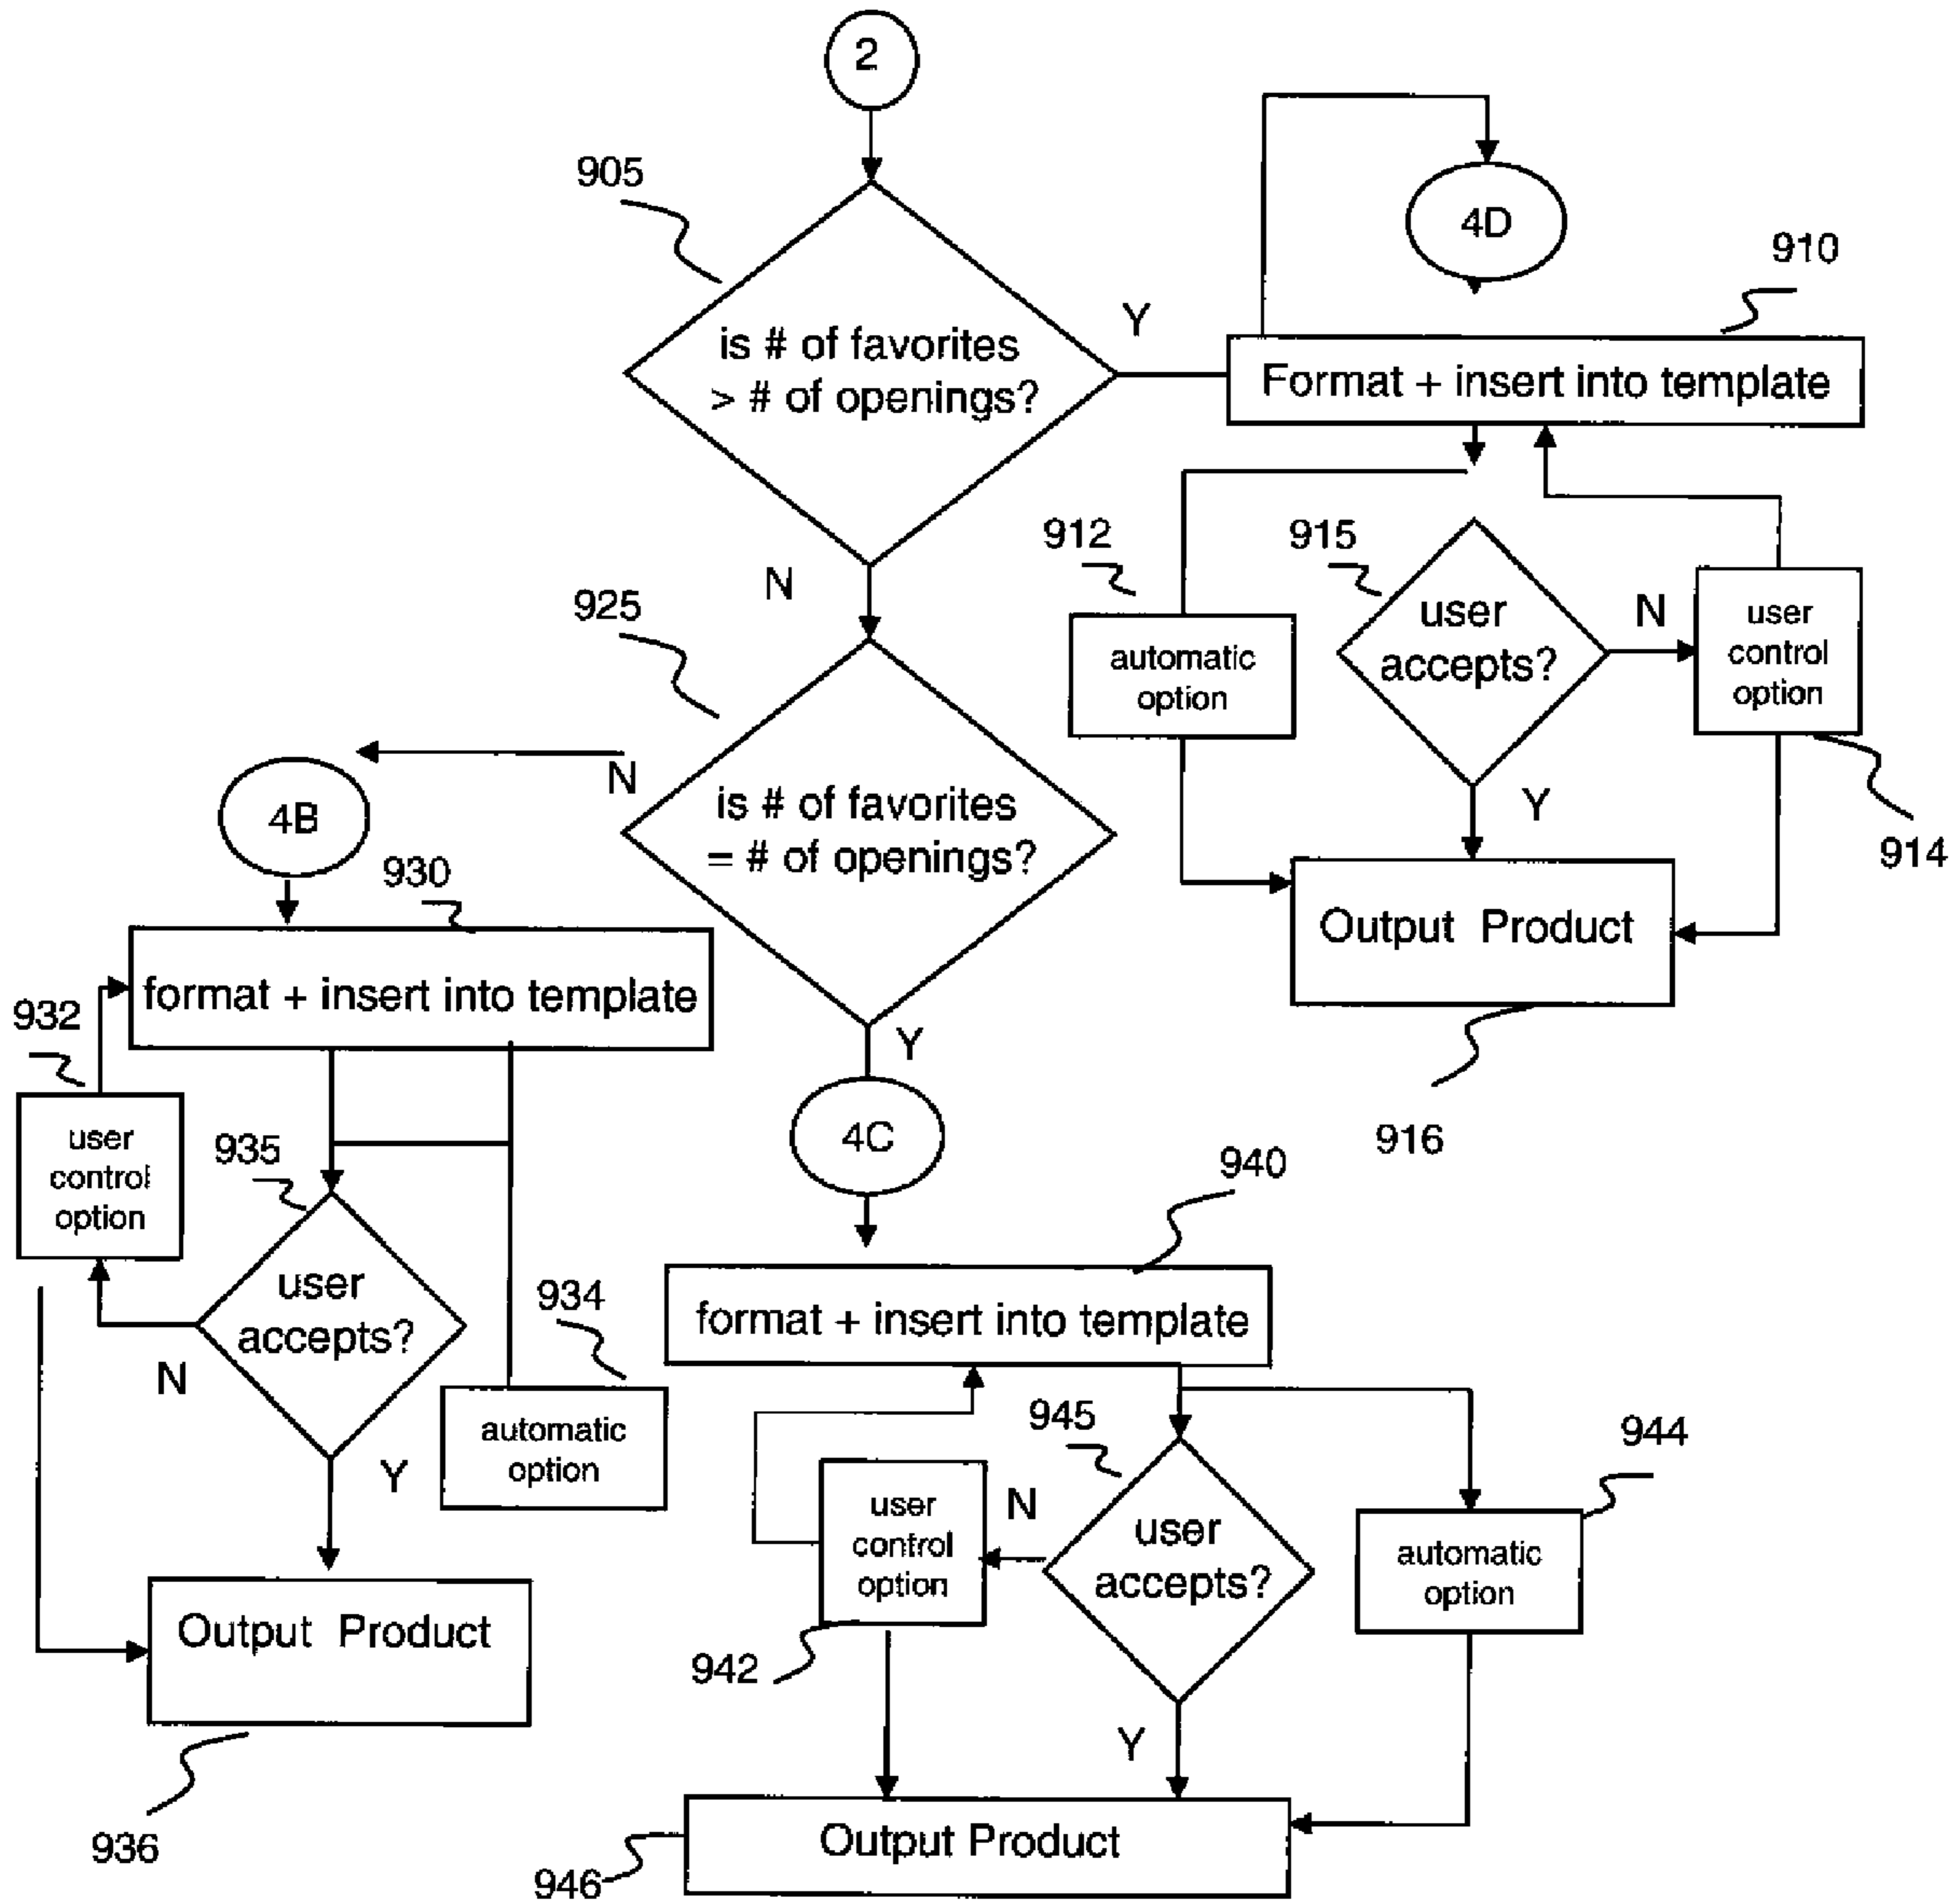 2
905
4D
910
is # of favorites
> # of openings?
Y
Format + insert into template
N
912
automatic
option
915
user
accepts?
N
user
control
option
914
Y
Output Product
916
925
is # of favorites
= # of openings?
N
4B
930
format + insert into template
932
user
control
option
935
user
accepts?
N
934
automatic
option
Y
Output Product
936
Y
4C
940
format + insert into template
945
user
accepts?
N
user
control
option
942
944
automatic
option
Y
Output Product
946